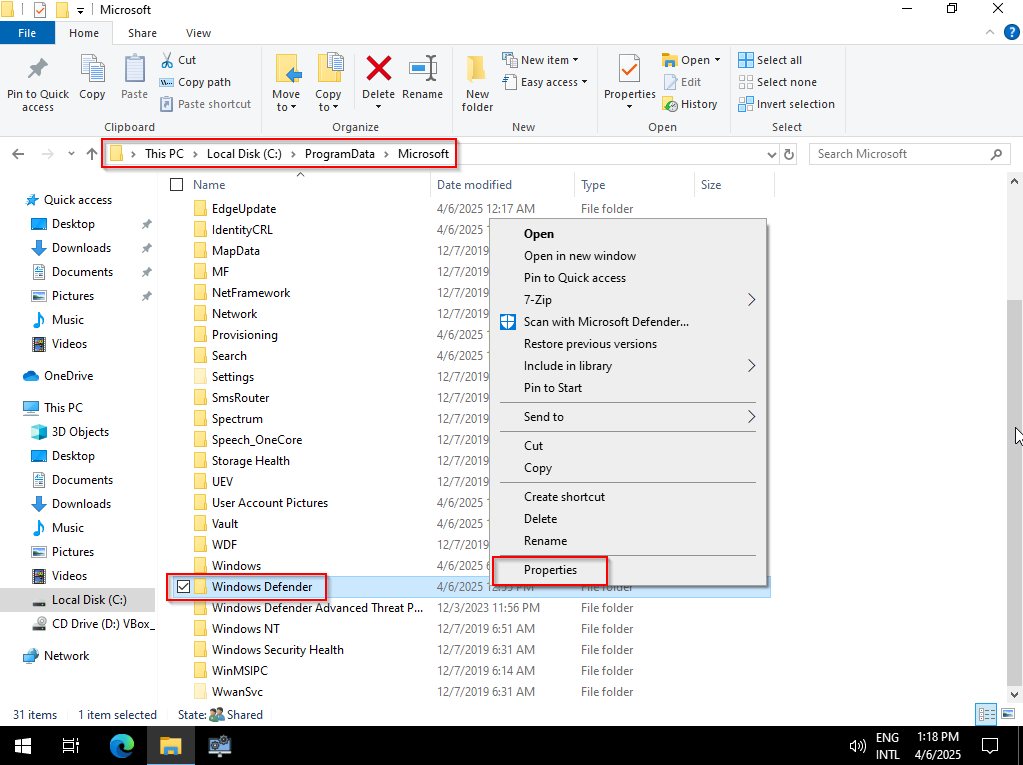 Microsoft
File Home Share View
Pin to Quick access
Copy
Paste
Cut
Copy path
Paste shortcut
Clipboard
Move to
Copy to
Delete
Rename
Organize
New folder
New item
Easy access
New
Properties
Open
Edit
History
Open
Select all
Select none
Invert selection
Select
This PC Local Disk (C:) ProgramData Microsoft
Search Microsoft
Quick access
Desktop
Downloads
Documents
Pictures
Music
Videos
OneDrive
This PC
3D Objects
Desktop
Documents
Downloads
Music
Pictures
Videos
Local Disk (C:)
CD Drive (D:) VBox_
Network
Name Date modified Type Size
EdgeUpdate 4/6/2025 12:17 AM File folder
IdentityCRL 4/6/2025
MapData 12/7/2019
MF 12/7/2019
NetFramework 12/7/2019
Network 12/7/2019
Provisioning 4/6/2025
Search 4/6/2025
Settings 12/7/2019
SmsRouter 12/7/2019
Spectrum 12/7/2019
Speech_OneCore 12/7/2019
Storage Health 12/7/2019
UEV 12/7/2019
User Account Pictures 4/6/2025
Vault 4/6/2025
WDF 12/7/2019
Windows 4/6/2025
Windows Defender 4/6/2025 12:55 PM File folder
Windows Defender Advanced Threat P... 12/3/2023 11:56 PM File folder
Windows NT 12/7/2019 6:51 AM File folder
Windows Security Health 12/7/2019 6:31 AM File folder
WinMSIPC 12/7/2019 6:14 AM File folder
WwanSvc 12/7/2019 6:31 AM File folder
Open
Open in new window
Pin to Quick access
7-Zip
Scan with Microsoft Defender...
Restore previous versions
Include in library
Pin to Start
Send to
Cut
Copy
Create shortcut
Delete
Rename
Properties
31 items 1 item selected State: Shared
ENG
INTL
1:18 PM
4/6/2025